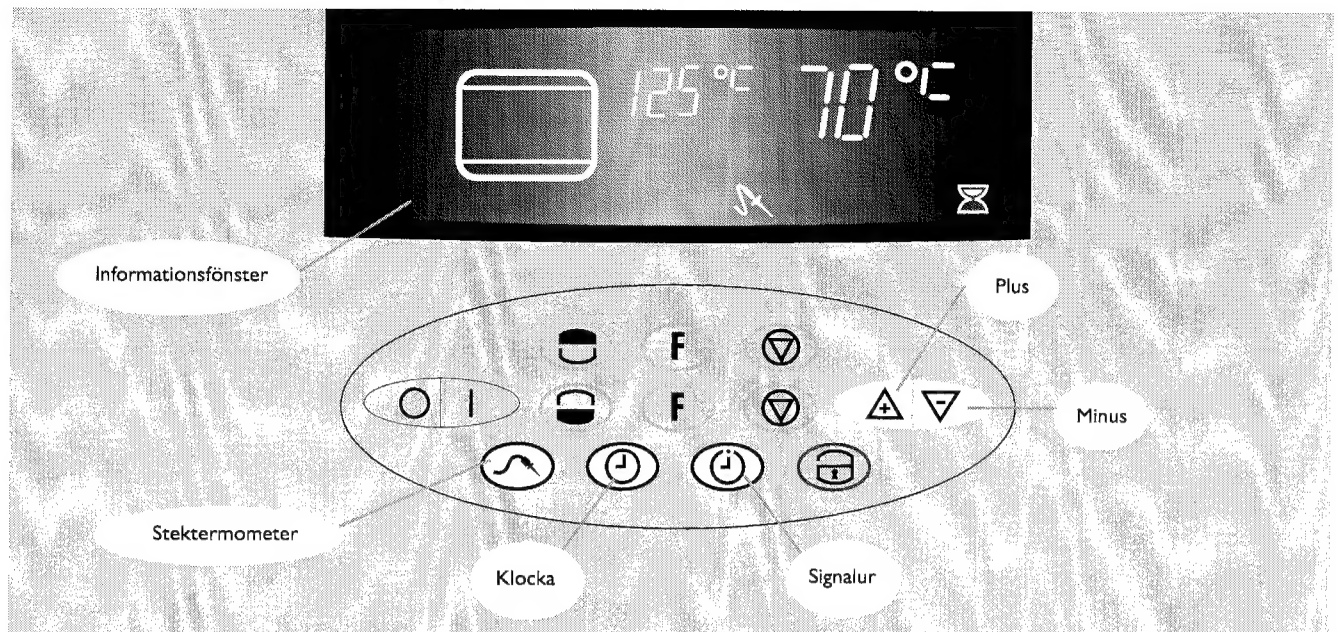 125 °C 70 °C
Informationsfönster
Plus
F
O I F + -
Minus
Stektermometer
Klocka
Signalur